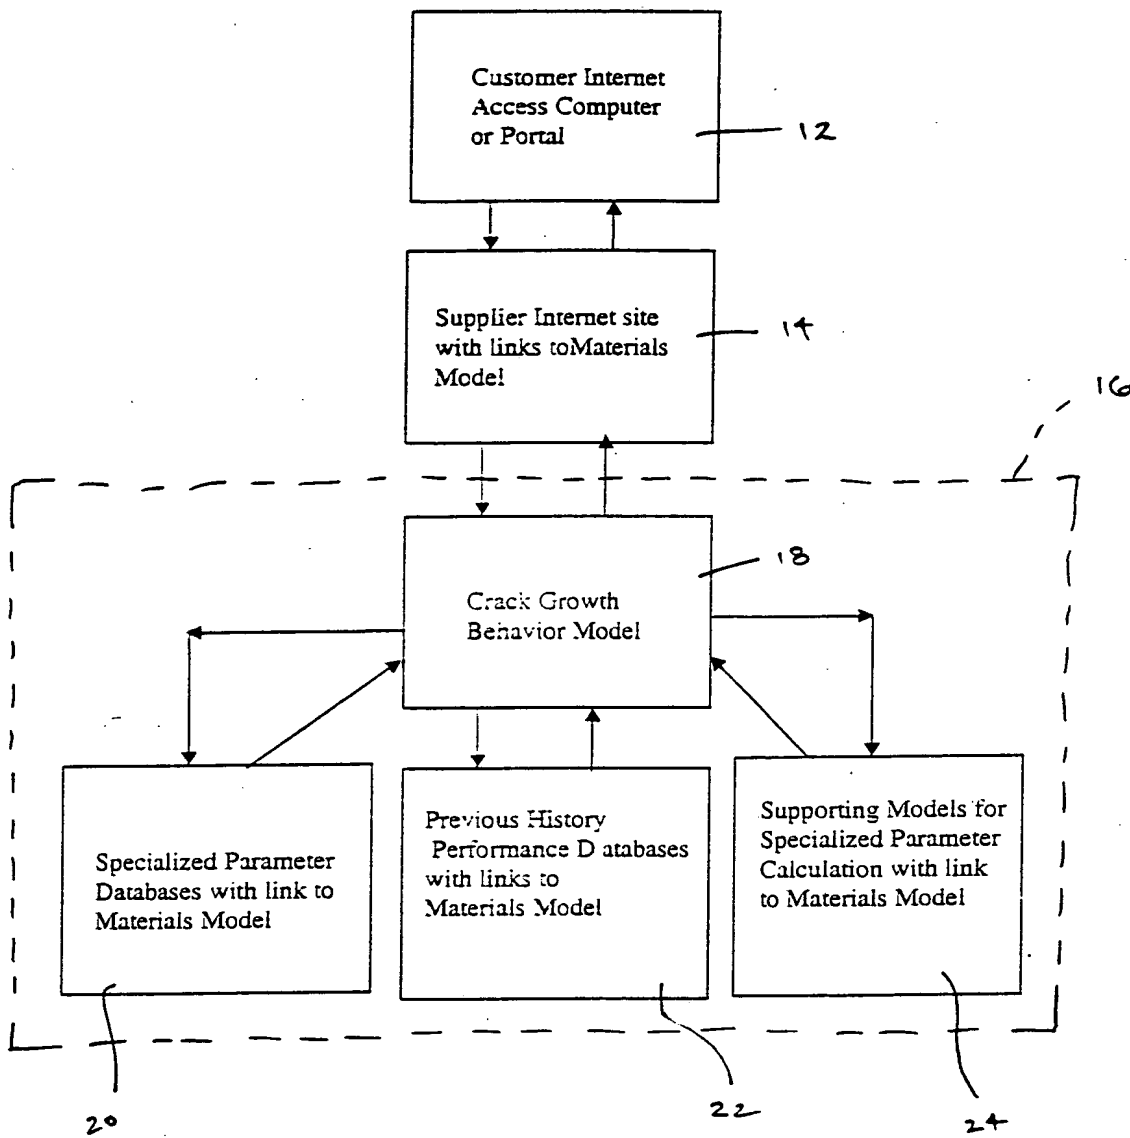 Customer Internet
Access Computer
or Portal
12
Supplier Internet site
with links toMaterials
Model
14
16
Crack Growth
Behavior Model
18
Specialized Parameter
Databases with link to
Materials Model
Previous History
Performance D atabases
with links to
Materials Model
Supporting Models for
Specialized Parameter
Calculation with link
to Materials Model
20
22
24